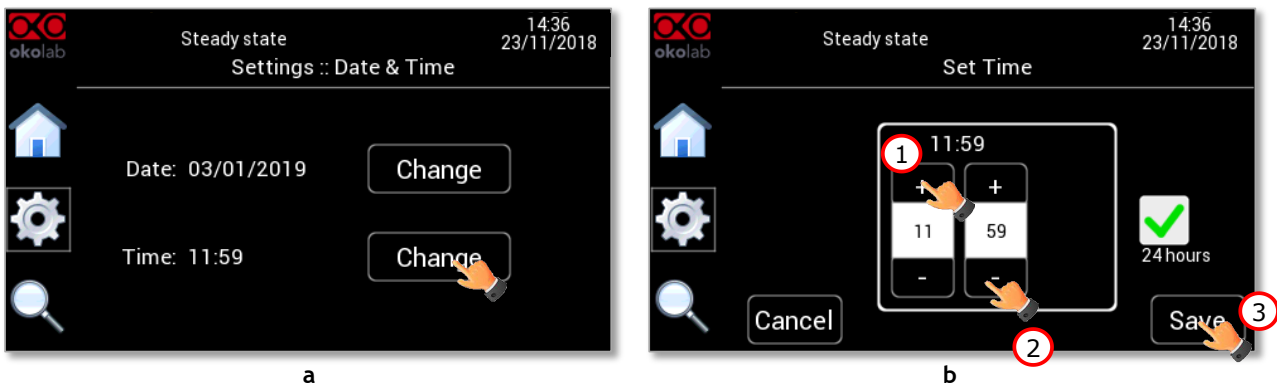 okolab
Steady state
14:36
23/11/2018
Settings :: Date & Time
Date: 03/01/2019
Change
Time: 11:59
Change
a
okolab
Steady state
14:36
23/11/2018
Set Time
11:59
1
+ +
11 59
- -
24 hours
Cancel
Save
2
3
b